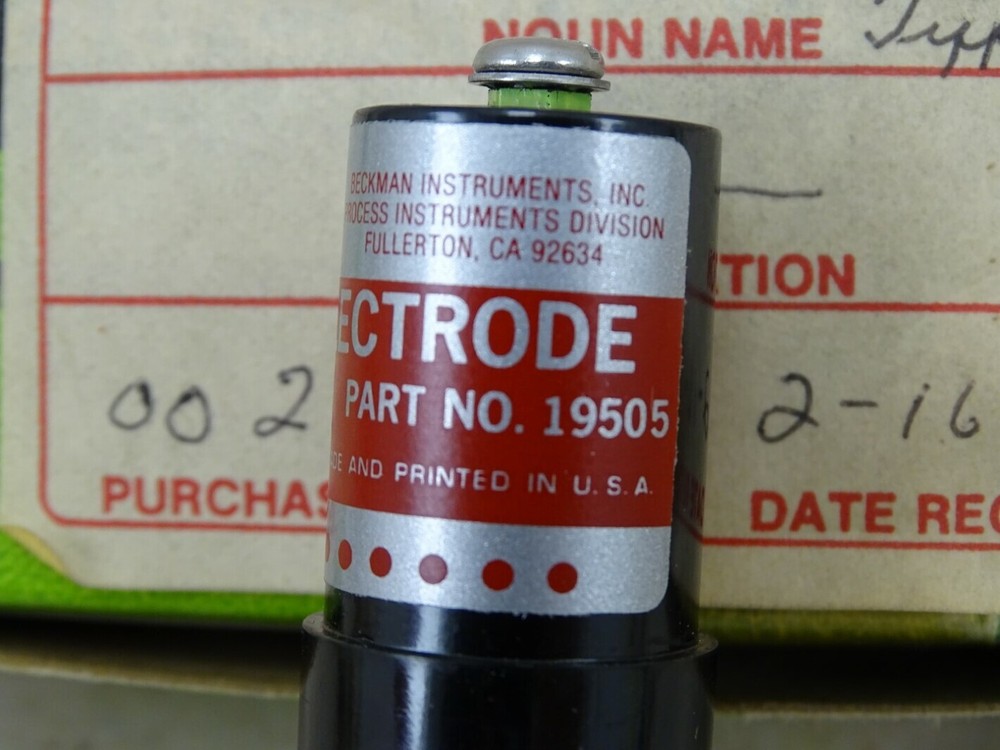 NOUN NAME
BECKMAN INSTRUMENTS, INC.
ROCESS INSTRUMENTS DIVISION
FULLERTON, CA 92634
ECTRODE
PART NO. 19505
DE AND PRINTED IN U.S.A.
TION
002
2-16
PURCHAS
DATE REC